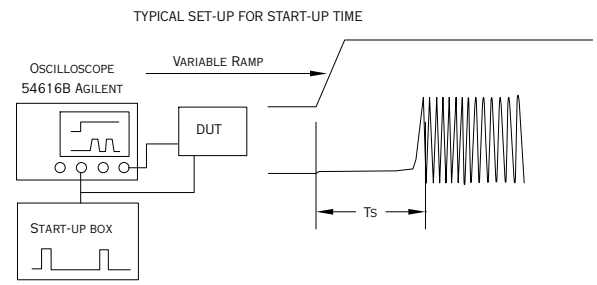 TYPICAL SET-UP FOR START-UP TIME
OSCILLOSCOPE
54616B AGILENT
VARIABLE RAMP
DUT
START-UP BOX
TS